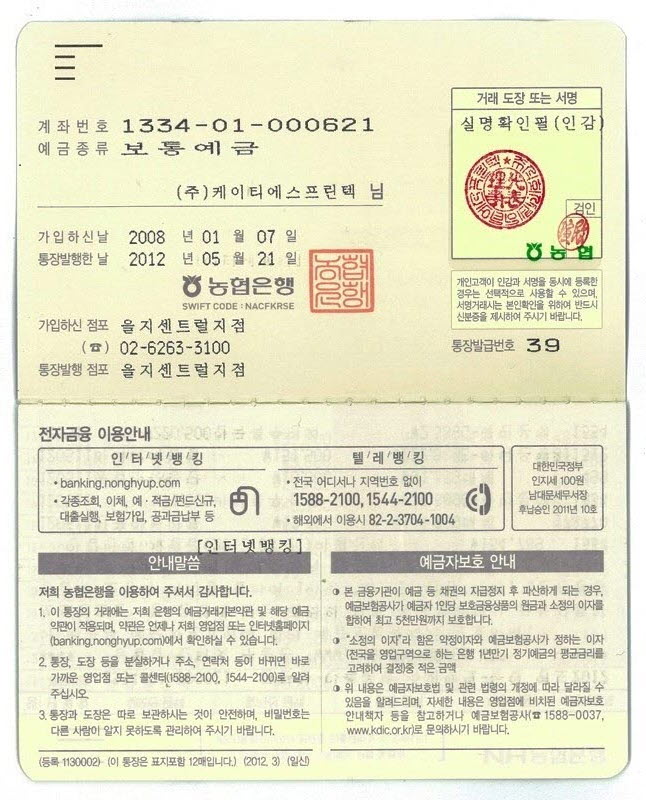 계좌번호 1334-01-000621
예금종류 보통예금
(주)케이티에스프린텍 님
가입하신날 2008 년 01 월 07 일
통장발행한 날 2012 년 05 월 21 일
농협은행
SWIFT CODE : NACFKRSE
가입하신 점포 을지센트럴지점
(☎) 02-6263-3100
통장발행 점포 을지센트럴지점
거래 도장 또는 서명
실명확인필(인감)
검인
농협
개인고객이 인감과 서명을 동시에 등록한
경우는 선택적으로 사용할 수 있으며,
서명거래시는 본인확인을 위하여 반드시
신분증을 제시하여 주시기 바랍니다.
통장발급번호 39
전자금융 이용안내
인터넷뱅킹
• banking.nonghyup.com
• 각종조회, 이체, 예·적금/펀드신규,
대출실행, 보험가입, 공과금납부 등
텔레뱅킹
• 전국 어디서나 지역번호 없이
1588-2100, 1544-2100
• 해외에서 이용시 82-2-3704-1004
대한민국정부
인지세 100원
남대문세무서장
후납승인 2011년 10호
[인터넷뱅킹]
안내말씀
저희 농협은행을 이용하여 주셔서 감사합니다.
1. 이 통장의 거래에는 저희 은행의 예금거래기본약관 및 해당 예금
약관이 적용되며, 약관은 언제나 저희 영업점 또는 인터넷홈페이지
(banking.nonghyup.com)에서 확인하실 수 있습니다.
2. 통장, 도장 등을 분실하거나 주소, 연락처 등이 바뀌면 바로
가까운 영업점 또는 콜센터(1588-2100, 1544-2100)로 알려
주십시오.
3. 통장과 도장은 따로 보관하시는 것이 안전하며, 비밀번호는
다른 사람이 알지 못하도록 관리하여 주시기 바랍니다.
예금자보호 안내
본 금융기관이 예금 등 채권의 지급정지 후 파산하게 되는 경우,
예금보험공사가 예금자 1인당 보호금융상품의 원금과 소정의 이자를
합하여 최고 5천만원까지 보호합니다.
"소정의 이자"라 함은 약정이자와 예금보험공사가 정하는 이자
(전국을 영업구역으로 하는 은행 1년만기 정기예금의 평균금리를
고려하여 결정)중 적은 금액
위 내용은 예금자보호법 및 관련 법령의 개정에 따라 달라질 수
있음을 알려드리며, 자세한 내용은 영업점에 비치된 예금자보호
안내책자 등을 참고하거나 예금보험공사(☎ 1588-0037,
www.kdic.or.kr)로 문의하시기 바랍니다.
(등록·1130002· (이 통장은 표지포함 12매입니다.) (2012. 3) (일신)